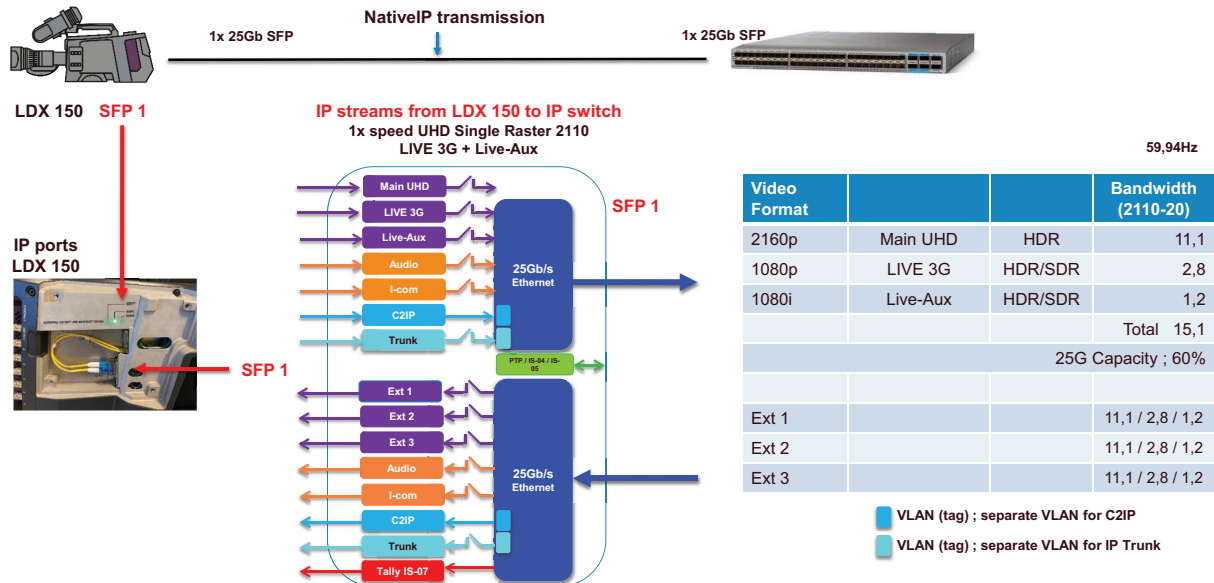 NativeIP transmission
1x 25Gb SFP
1x 25Gb SFP
LDX 150 SFP 1
IP streams from LDX 150 to IP switch
1x speed UHD Single Raster 2110
LIVE 3G + Live-Aux
59,94Hz
IP ports
LDX 150
SFP 1
SFP 1
Main UHD
LIVE 3G
Live-Aux
Audio
I-com
C2IP
Trunk
25Gb/s
Ethernet
PTP / IS-04 / IS-
05
Ext 1
Ext 2
Ext 3
Audio
I-com
C2IP
Trunk
Tally IS-07
25Gb/s
Ethernet
Video
Format
Bandwidth
(2110-20)
2160p Main UHD HDR 11,1
1080p LIVE 3G HDR/SDR 2,8
1080i Live-Aux HDR/SDR 1,2
Total 15,1
25G Capacity ; 60%
Ext 1 11,1 / 2,8 / 1,2
Ext 2 11,1 / 2,8 / 1,2
Ext 3 11,1 / 2,8 / 1,2
VLAN (tag) ; separate VLAN for C2IP
VLAN (tag) ; separate VLAN for IP Trunk